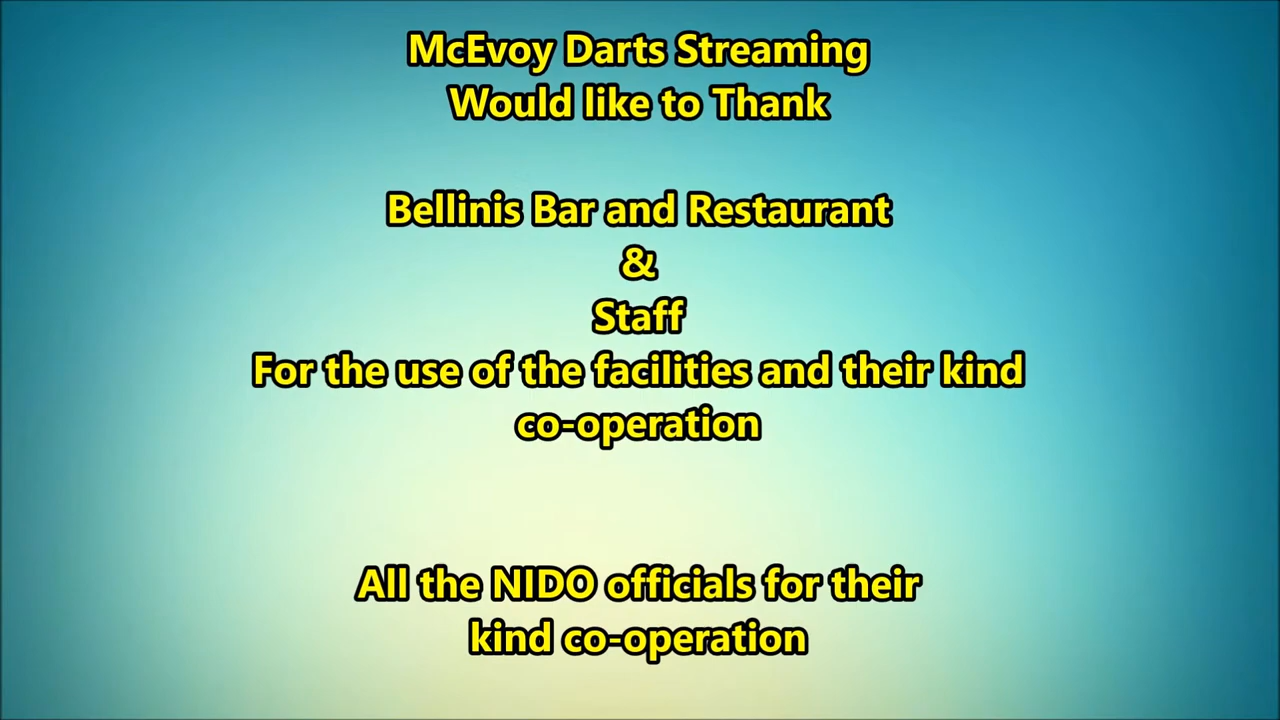 McEvoy Darts Streaming
Would like to Thank
Bellinis Bar and Restaurant
&
Staff
For the use of the facilities and their kind
co-operation
All the NIDO officials for their
kind co-operation